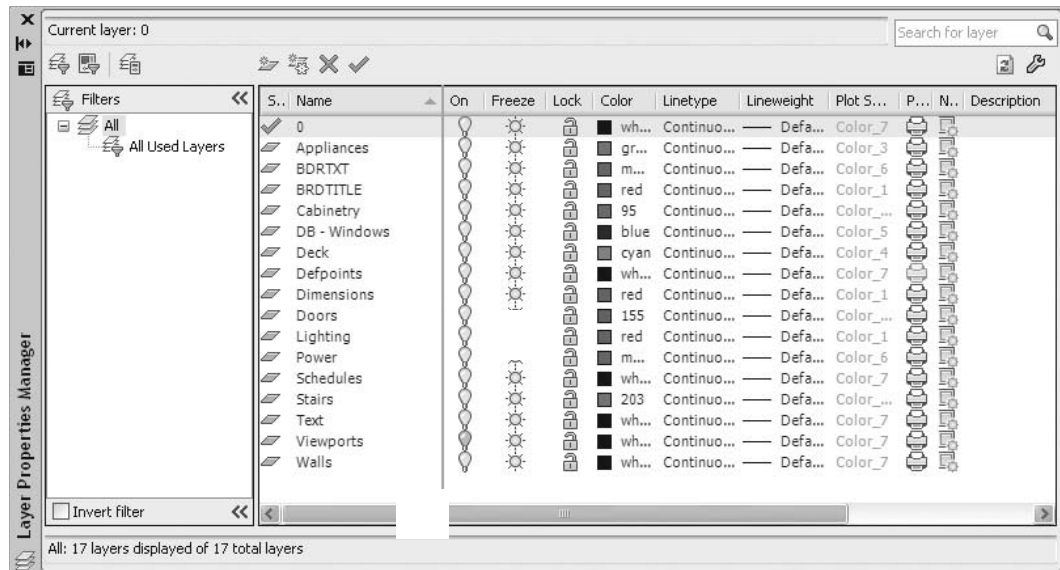 Current layer: 0
Search for layer
Filters
All
All Used Layers
Invert filter
S.. Name On Freeze Lock Color Linetype Lineweight Plot S... P... N.. Description
0 wh... Continuo... Defa... Color_7
Appliances gr... Continuo... Defa... Color_3
BDRTXT m... Continuo... Defa... Color_6
BRDTITLE red Continuo... Defa... Color_1
Cabinetry 95 Continuo... Defa... Color_...
DB - Windows blue Continuo... Defa... Color_5
Deck cyan Continuo... Defa... Color_4
Defpoints wh... Continuo... Defa... Color_7
Dimensions red Continuo... Defa... Color_1
Doors 155 Continuo... Defa... Color_...
Lighting red Continuo... Defa... Color_1
Power m... Continuo... Defa... Color_6
Schedules wh... Continuo... Defa... Color_7
Stairs 203 Continuo... Defa... Color_...
Text wh... Continuo... Defa... Color_7
Viewports wh... Continuo... Defa... Color_7
Walls wh... Continuo... Defa... Color_7
All: 17 layers displayed of 17 total layers
Layer Properties Manager